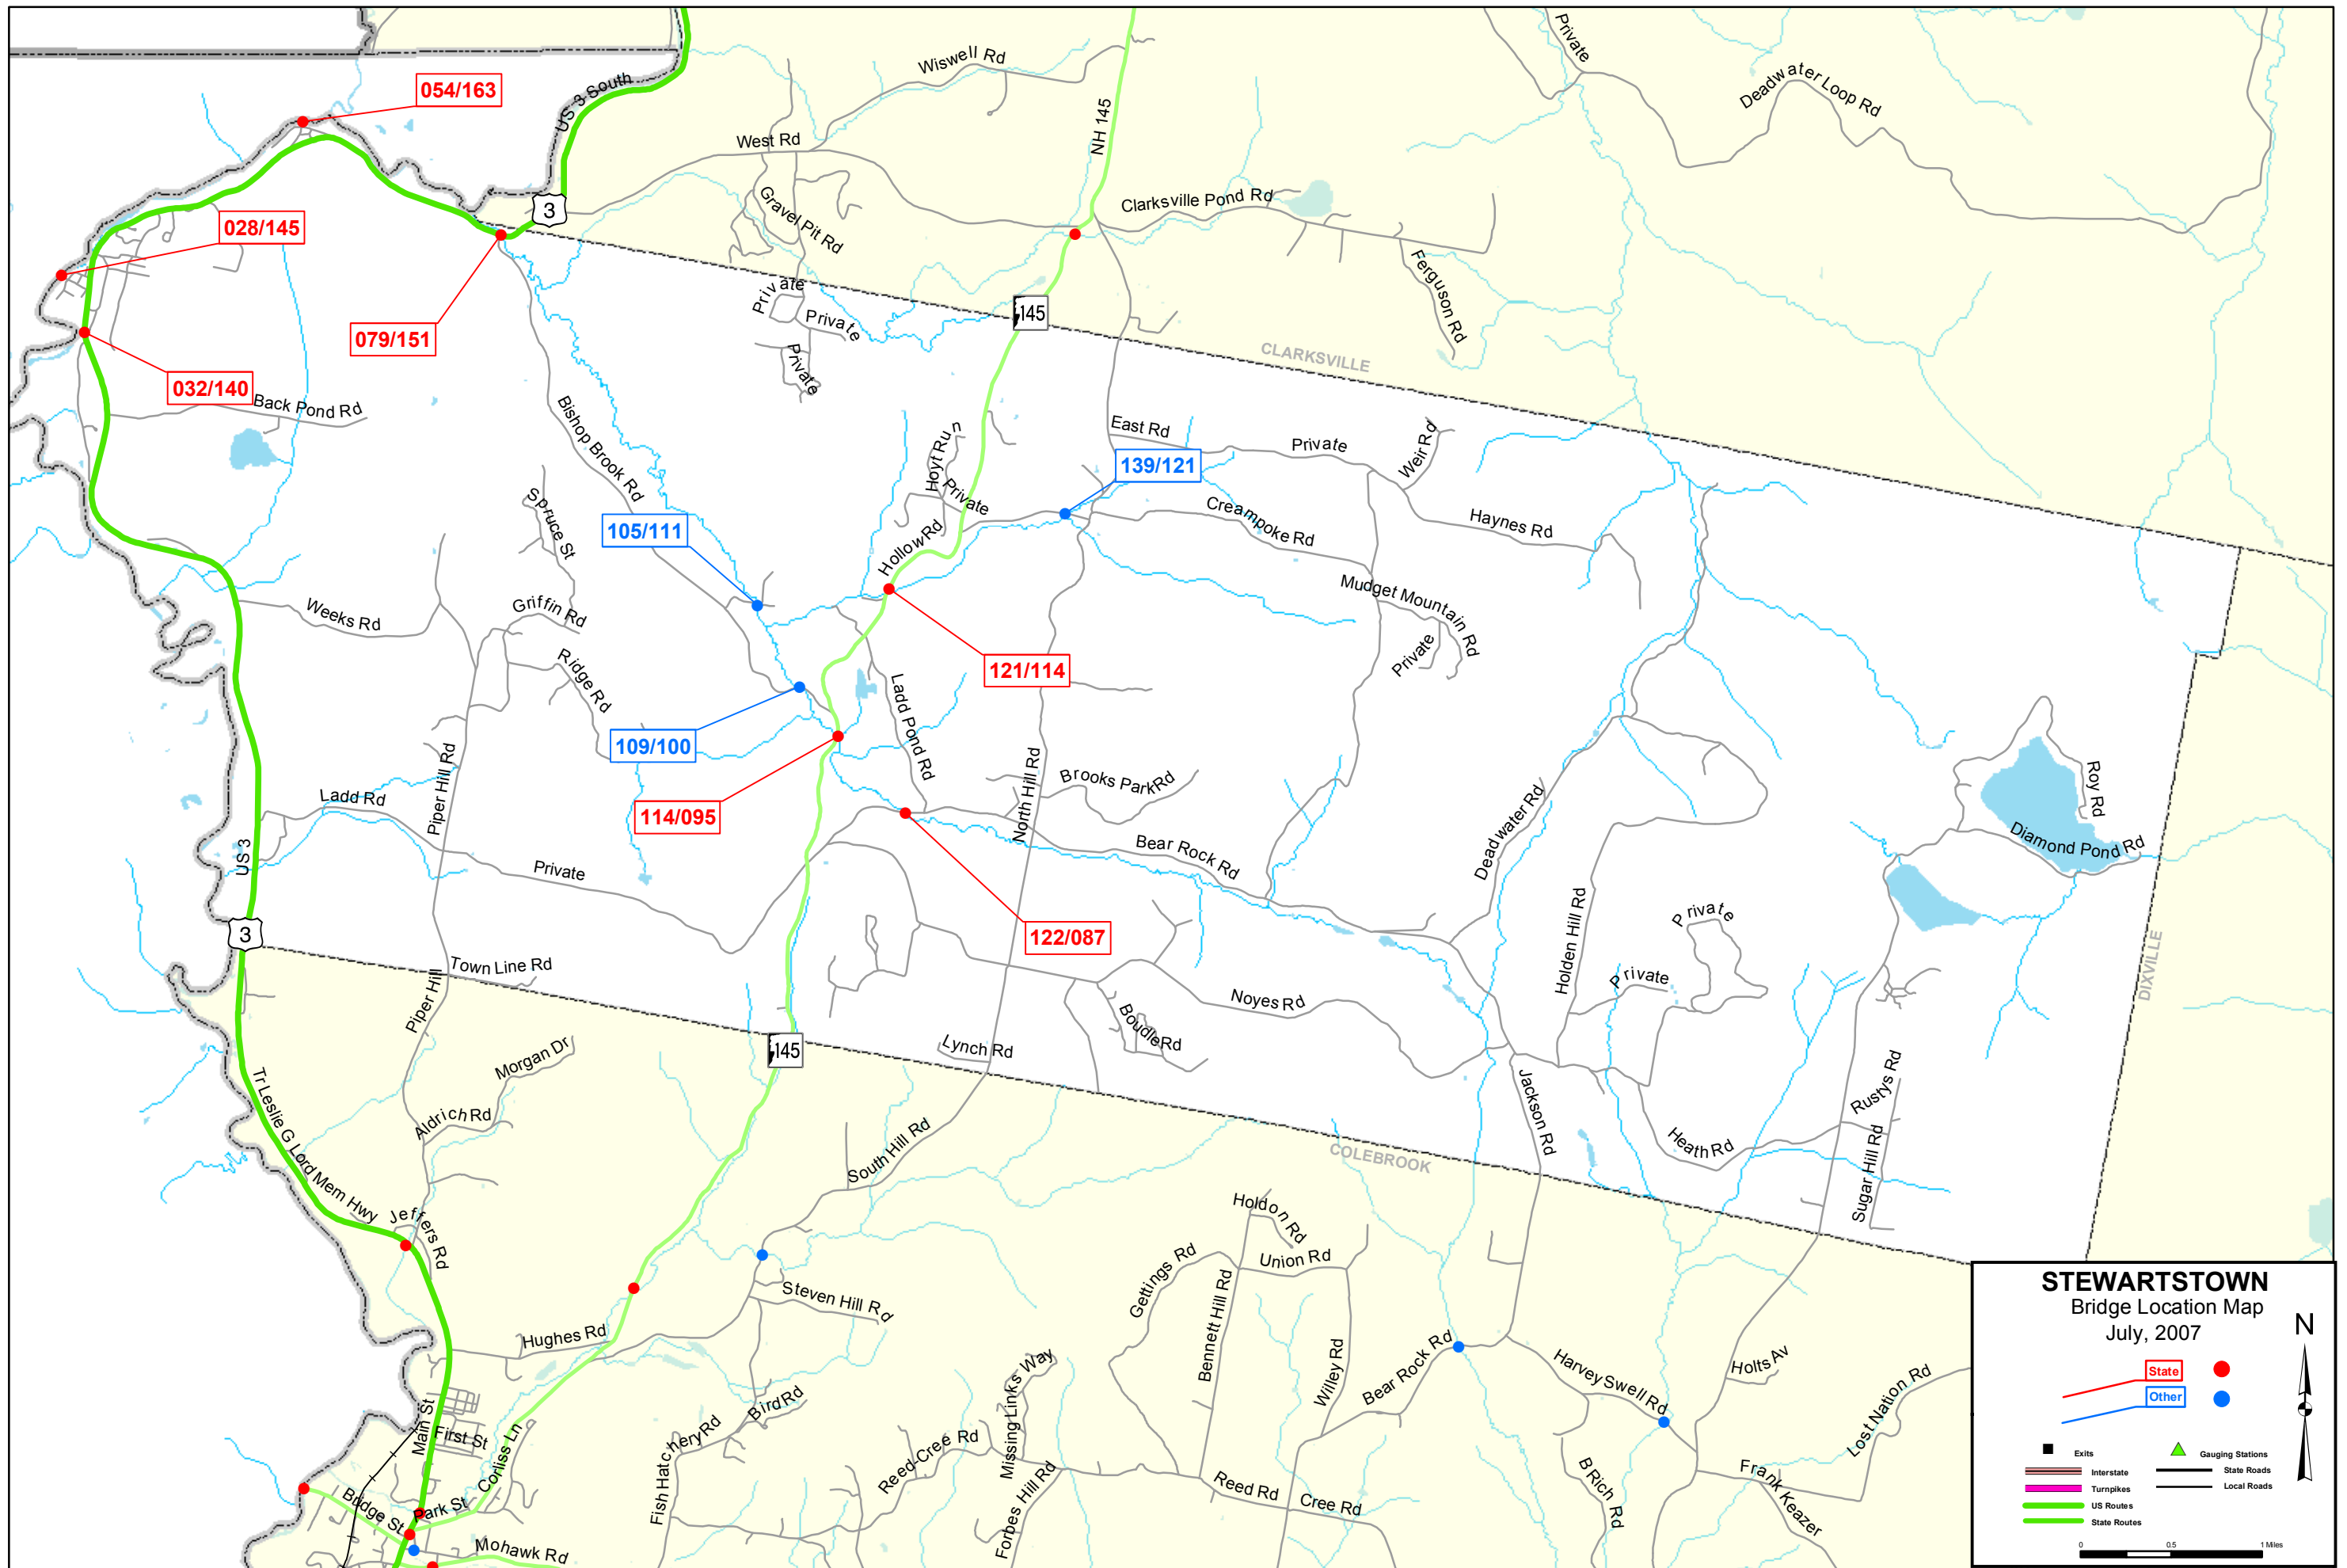 Private
Wiswell Rd
054/163
US 3 South
Deadwater Loop Rd
NH 145
West Rd
3
Gravel Pit Rd
Clarksville Pond Rd
028/145
079/151
Private
Private
Private
145
Ferguson Rd
CLARKSVILLE
032/140
Back Pond Rd
Bishop Brook Rd
Hoyt Run
East Rd
Private
Weir Rd
139/121
Private
Creampoke Rd
Haynes Rd
Spruce St
105/111
Hollow Rd
Mudget Mountain Rd
Private
Weeks Rd
Griffin Rd
Ridge Rd
121/114
Ladd Pond Rd
109/100
Piper Hill Rd
North Hill Rd
Brooks Park Rd
Roy Rd
Ladd Rd
114/095
Deadwater Rd
Diamond Pond Rd
US 3
Private
Bear Rock Rd
Holden Hill Rd
Private
122/087
3
Town Line Rd
Piper Hill
Private
DIXVILLE
Noyes Rd
Boudle Rd
145
Lynch Rd
Morgan Dr
Tr Leslie G Lord Mem Hwy
Aldrich Rd
Jackson Rd
Rustys Rd
Heath Rd
Sugar Hill Rd
South Hill Rd
COLEBROOK
Jeffers Rd
Holdon Rd
Union Rd
Gettings Rd
Bennett Hill Rd
Steven Hill Rd
Hughes Rd
Willey Rd
Bear Rock Rd
Harvey Swell Rd
Holts Av
Lost Nation Rd
Missing Links Way
Bird Rd
Main St
First St
Corliss Ln
Fish Hatchery Rd
Reed-Cree Rd
Forbes Hill Rd
Reed Rd
Cree Rd
B Rich Rd
Frank Keazer
Bridge St
Park St
Mohawk Rd
STEWARTSTOWN
Bridge Location Map
July, 2007
N
State
Other
Exits
Gauging Stations
Interstate
State Roads
Turnpikes
Local Roads
US Routes
State Routes
0 0.5 1 Miles